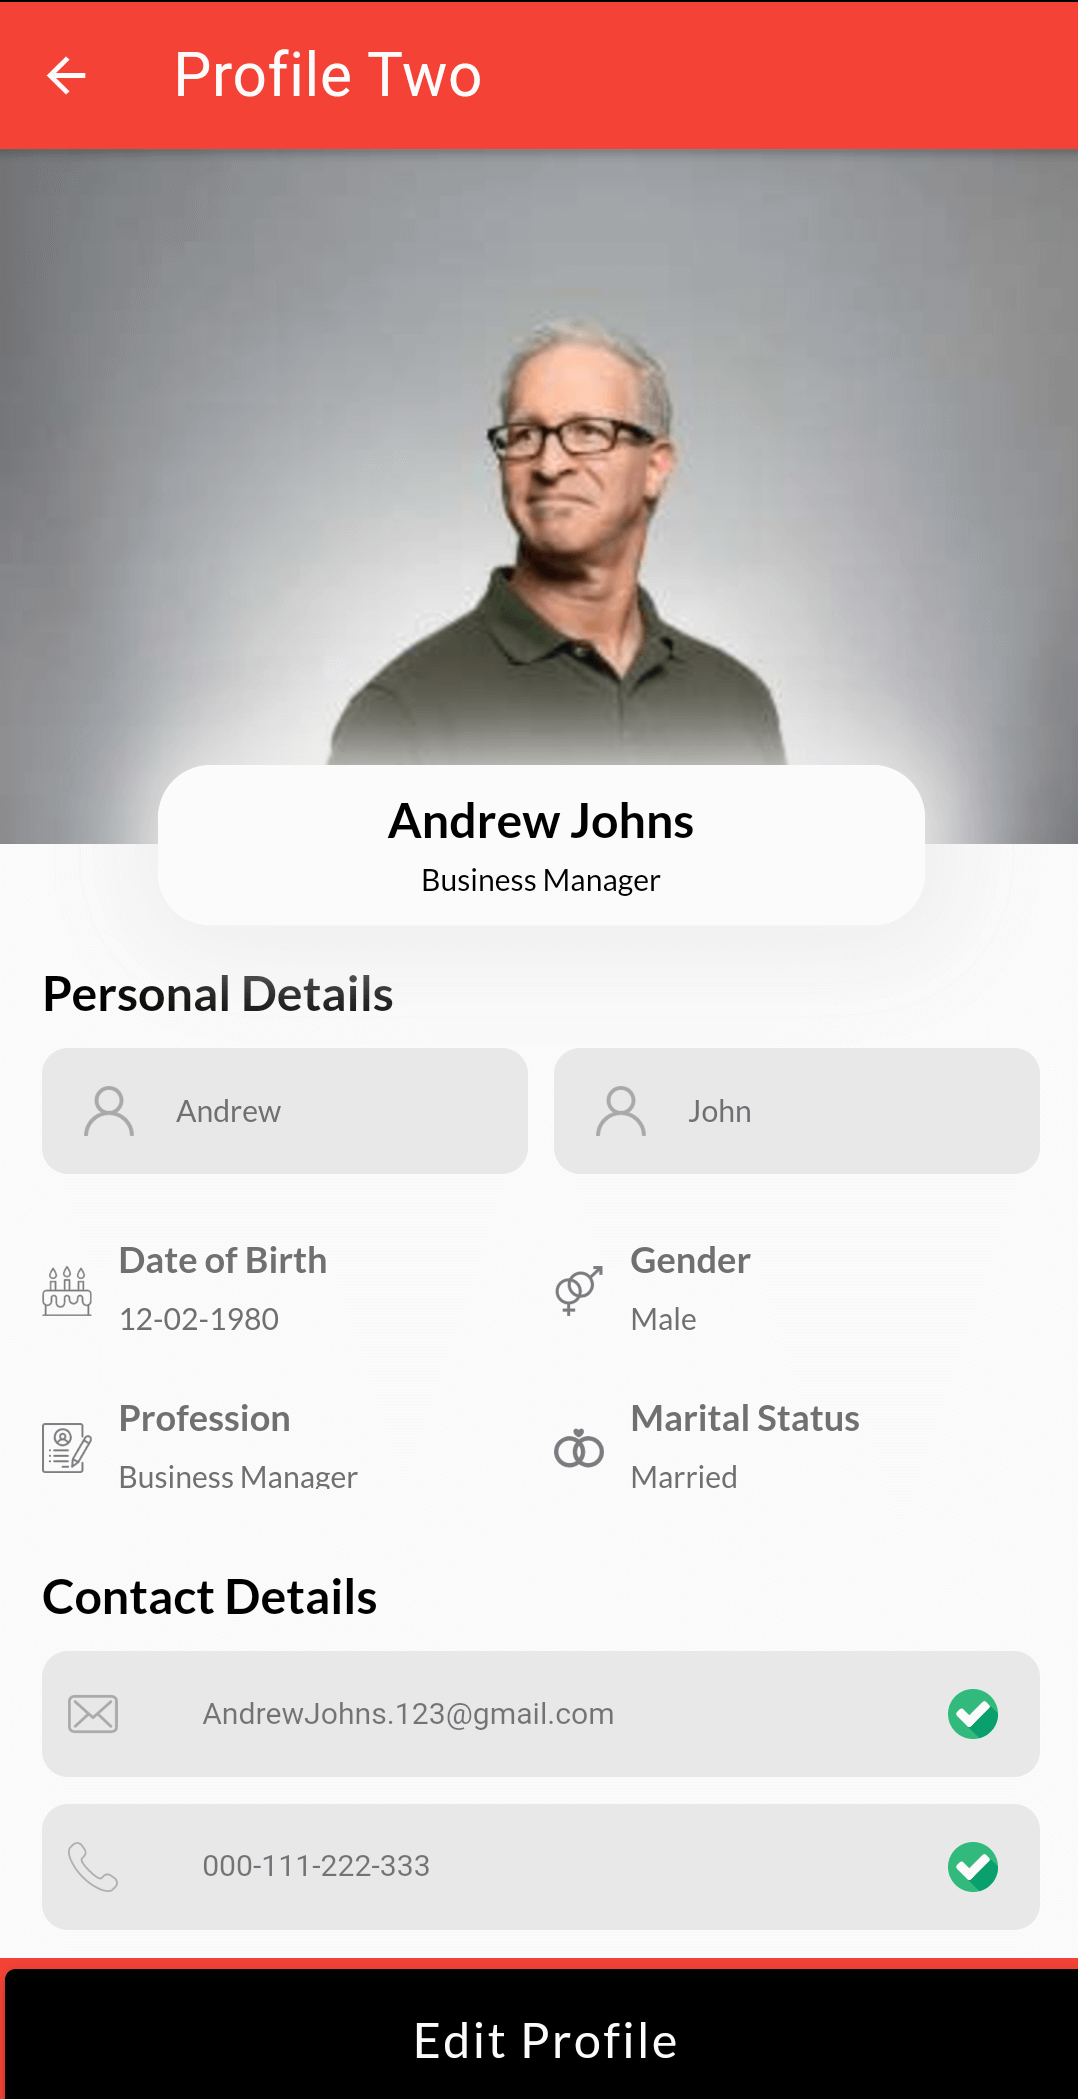 Profile Two
Andrew Johns
Business Manager
Personal Details
Andrew
John
Date of Birth
12-02-1980
Gender
Male
Profession
Business Manager
Marital Status
Married
Contact Details
AndrewJohns.123@gmail.com
000-111-222-333
Edit Profile